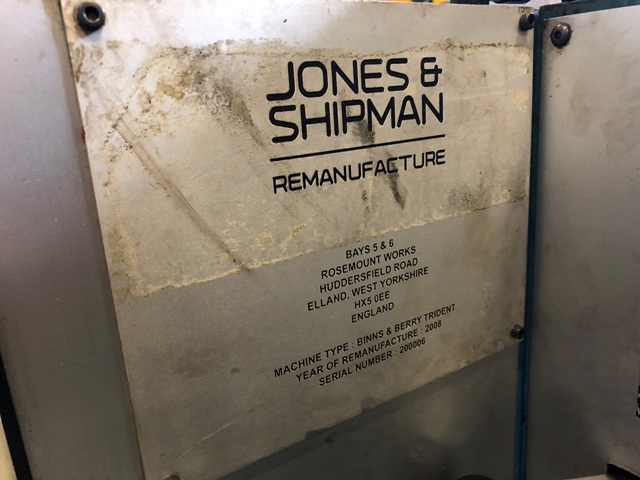 JONES &
SHIPMAN
REMANUFACTURE
BAYS 5 & 6
ROSEMOUNT WORKS
HUDDERSFIELD ROAD
ELLAND, WEST YORKSHIRE
HX5 0EE
ENGLAND
MACHINE TYPE : BINNS & BERRY TRIDENT
YEAR OF REMANUFACTURE : 2008
SERIAL NUMBER : 200006